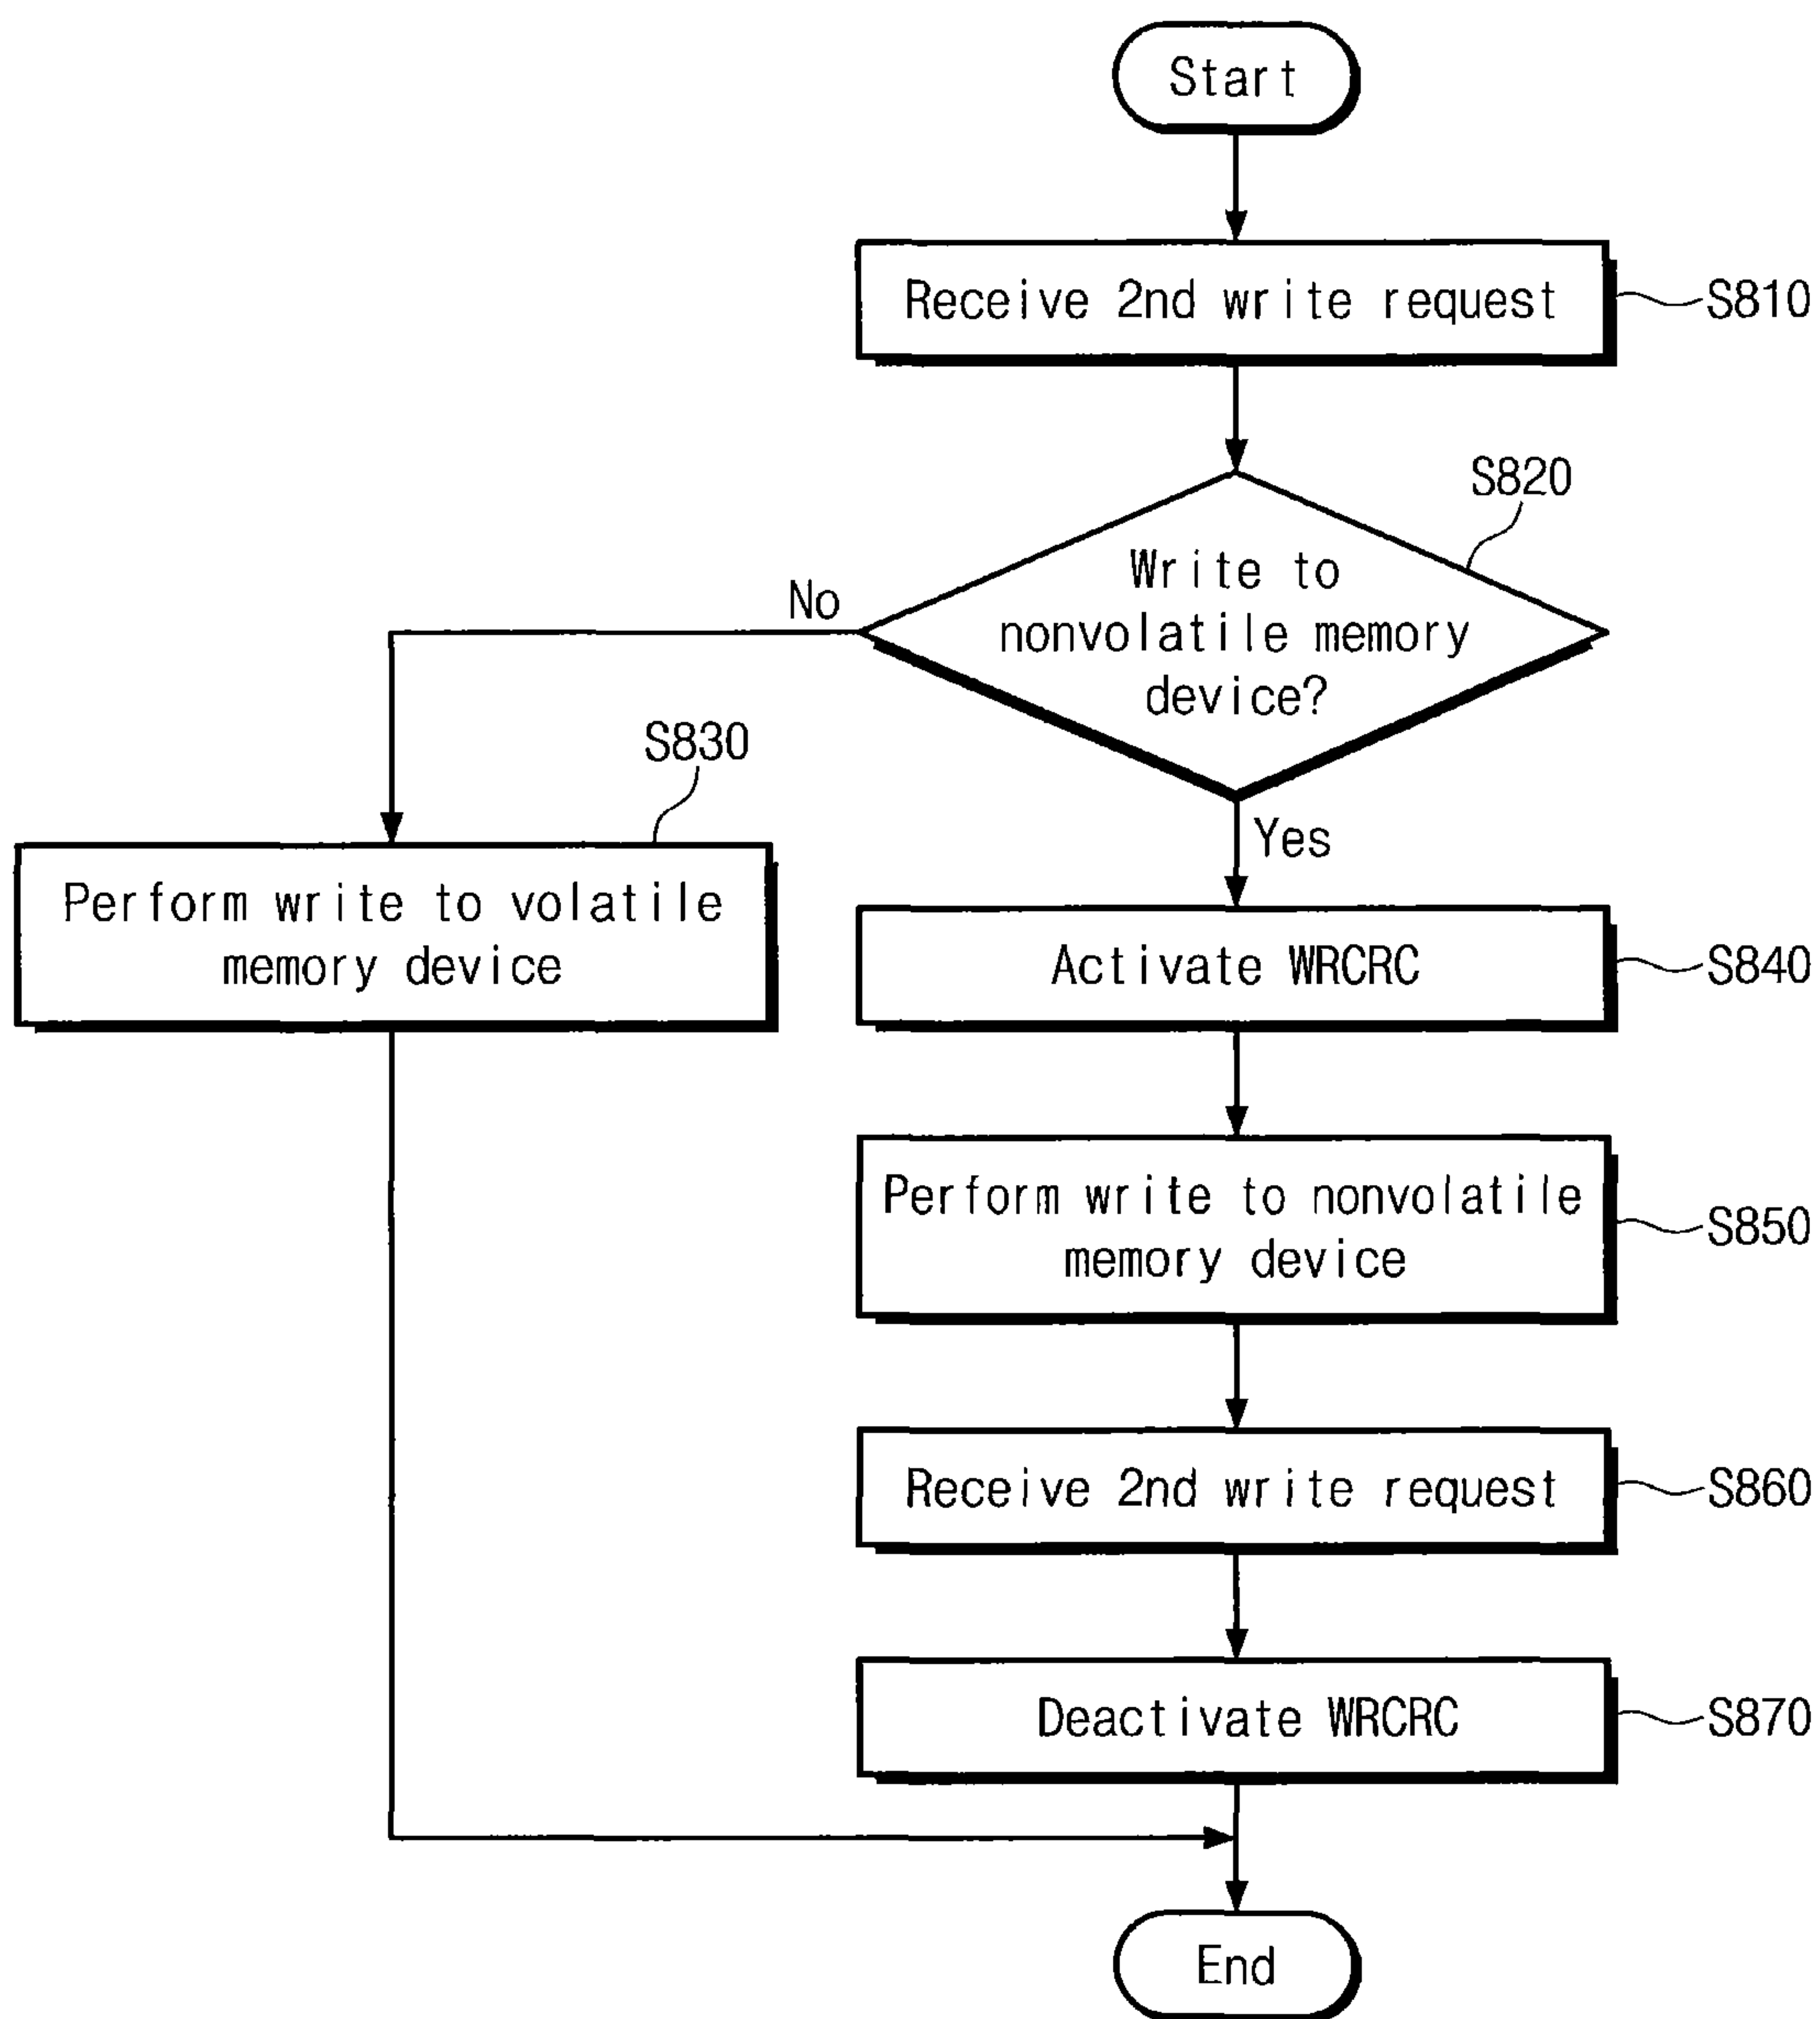 Start
Receive 2nd write request
S810
S820
Write to
nonvolatile memory
device?
No
Yes
S830
Perform write to volatile
memory device
Activate WRCRC
S840
Perform write to nonvolatile
memory device
S850
Receive 2nd write request
S860
Deactivate WRCRC
S870
End